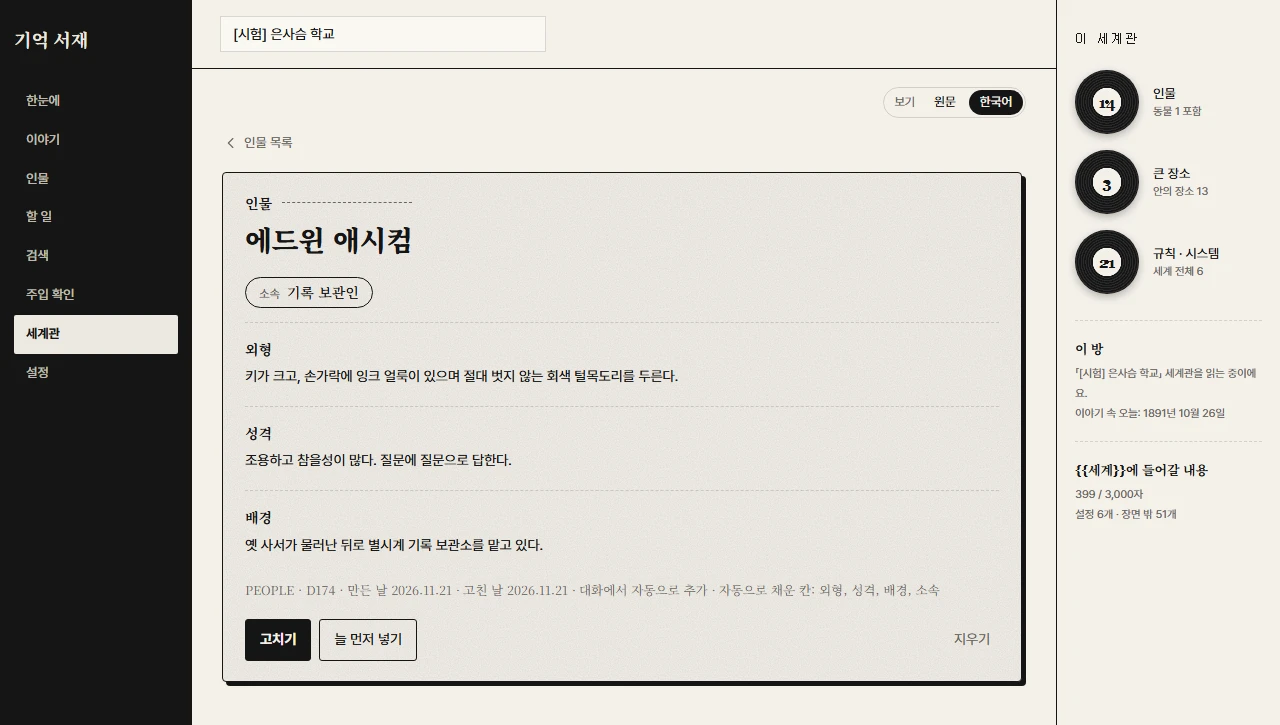 기억 서재
한눈에
이야기
인물
할 일
검색
주입 확인
세계관
설정
[시험] 은사슴 학교
보기 원문 한국어
인물 목록
인물
에드윈 애시컴
소속 기록 보관인
외형
키가 크고, 손가락에 잉크 얼룩이 있으며 절대 벗지 않는 회색 털목도리를 두른다.
성격
조용하고 참을성이 많다. 질문에 질문으로 답한다.
배경
옛 사서가 물러난 뒤로 별시계 기록 보관소를 맡고 있다.
PEOPLE · D174 · 만든 날 2026.11.21 · 고친 날 2026.11.21 · 대화에서 자동으로 추가 · 자동으로 채운 칸: 외형, 성격, 배경, 소속
고치기 늘 먼저 넣기 지우기
이 세계관
14
인물
동물 1 포함
3
큰 장소
안의 장소 13
21
규칙 · 시스템
세계 전체 6
이 방
「[시험] 은사슴 학교」 세계관을 읽는 중이에
요.
이야기 속 오늘: 1891년 10월 26일
{{세계}}에 들어갈 내용
399 / 3,000자
설정 6개 · 장면 밖 51개